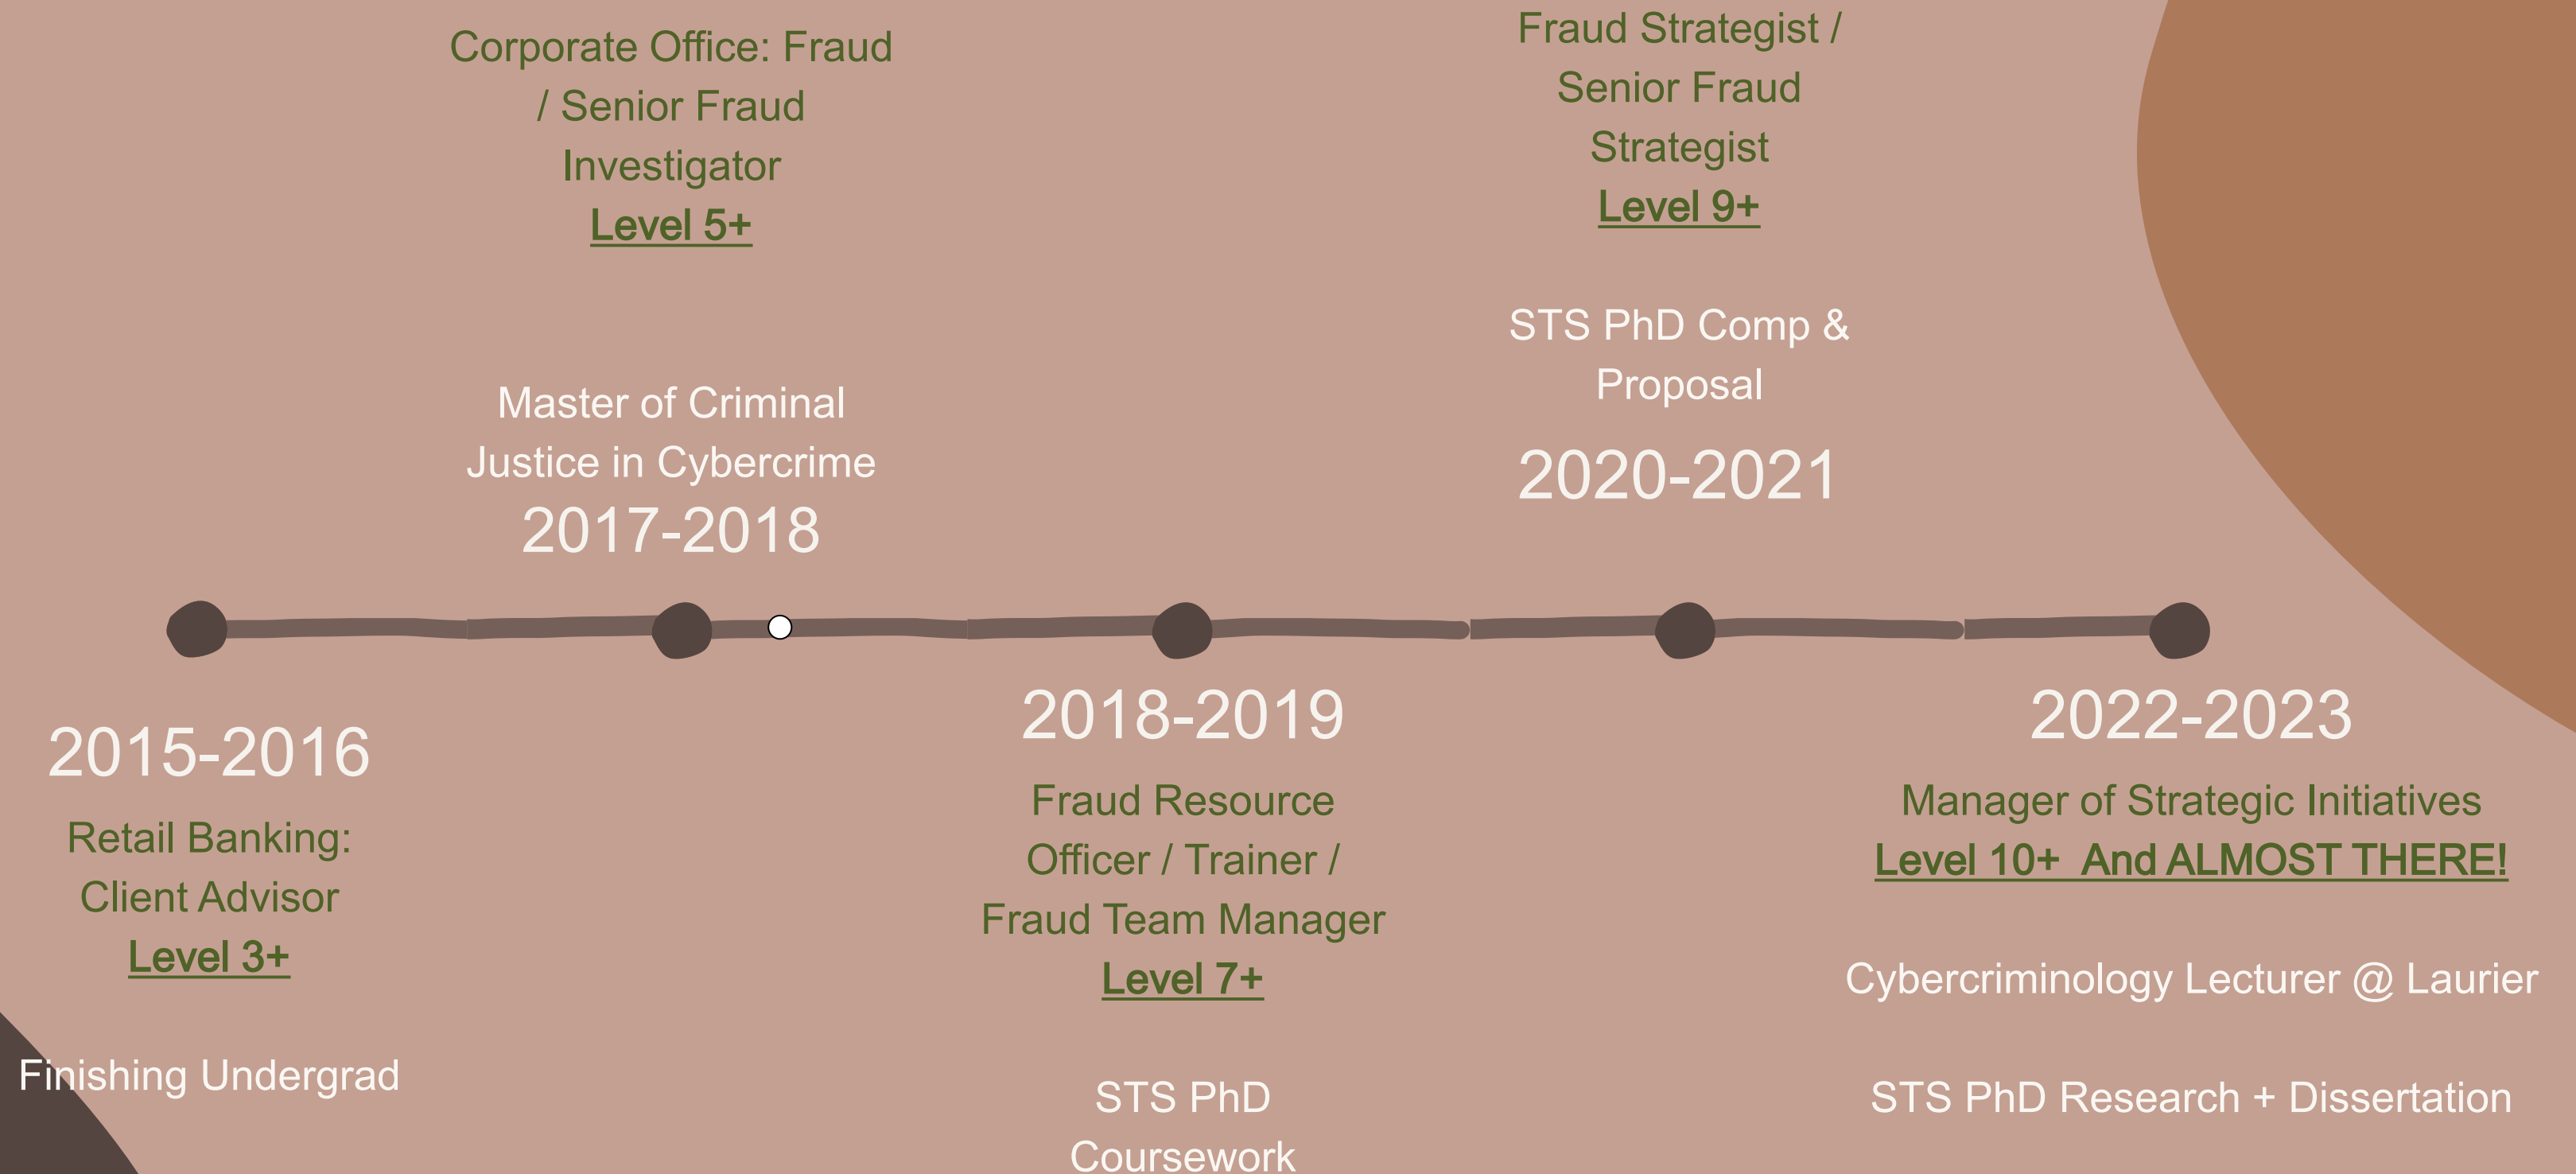 Corporate Office: Fraud
/ Senior Fraud
Investigator
Level 5+
Master of Criminal
Justice in Cybercrime
2017-2018
Fraud Strategist /
Senior Fraud
Strategist
Level 9+
STS PhD Comp &
Proposal
2020-2021
2015-2016
Retail Banking:
Client Advisor
Level 3+
Finishing Undergrad
2018-2019
Fraud Resource
Officer / Trainer /
Fraud Team Manager
Level 7+
STS PhD
Coursework
2022-2023
Manager of Strategic Initiatives
Level 10+ And ALMOST THERE!
Cybercriminology Lecturer @ Laurier
STS PhD Research + Dissertation